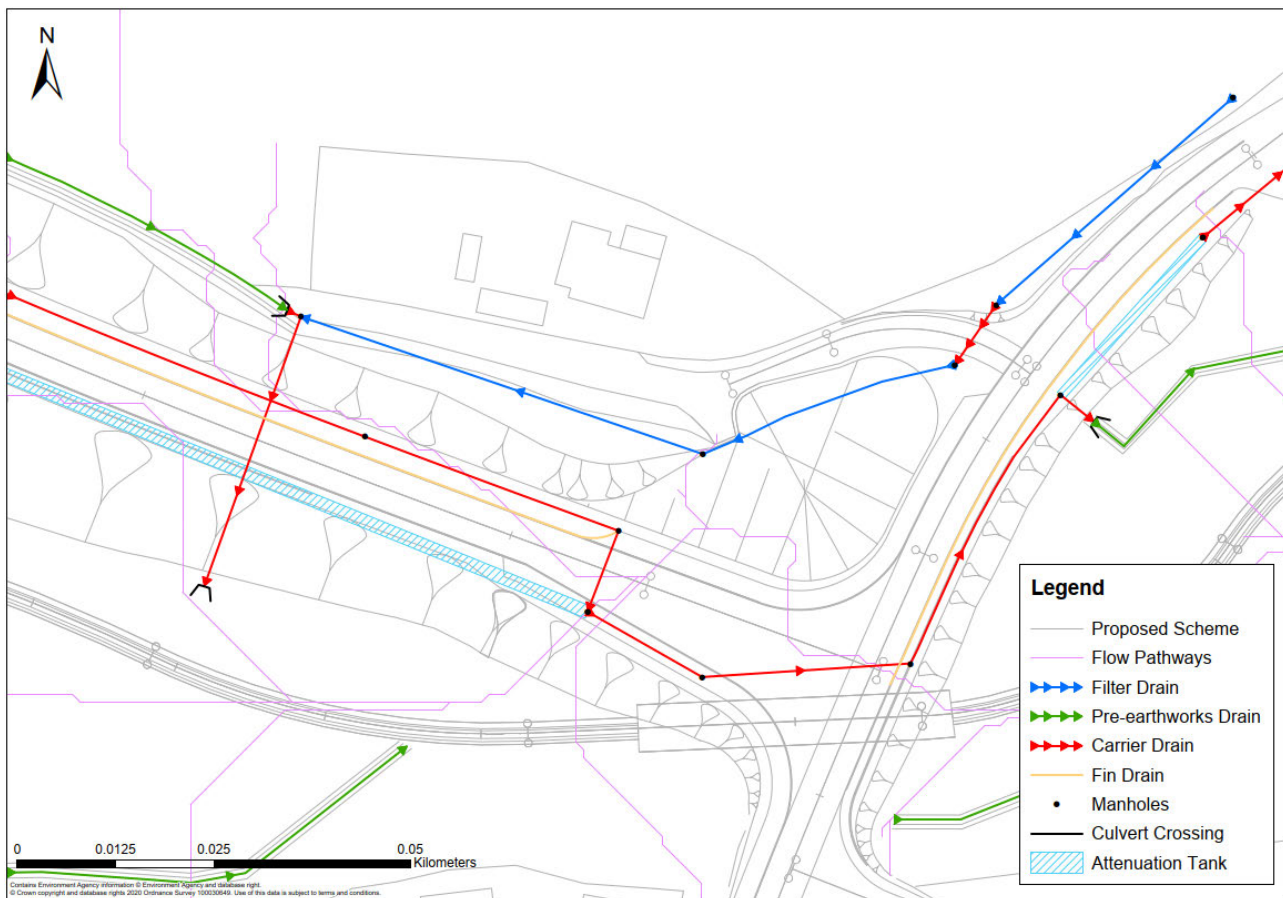 N
Legend
Proposed Scheme
Flow Pathways
Filter Drain
Pre-earthworks Drain
Carrier Drain
Fin Drain
Manholes
Culvert Crossing
Attenuation Tank
0 0.0125 0.025 0.05
Kilometers
Contains Environment Agency information © Environment Agency and database right.
© Crown copyright and database rights 2020 Ordnance Survey 100030649. Use of this data is subject to terms and conditions.